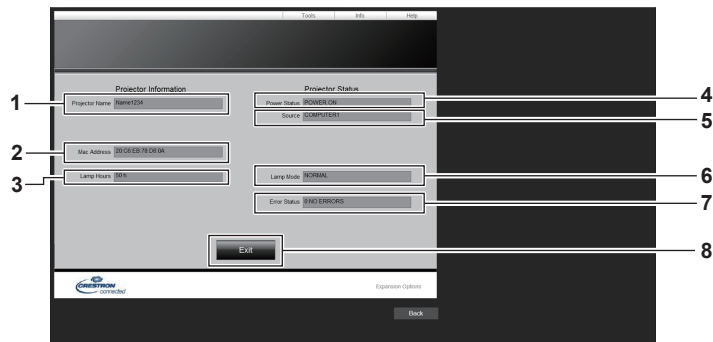 Tools Info Help
Projector Information
Projector Status
1 Projector Name Name1234
Power Status POWER ON 4
Source COMPUTER1 5
2 Mac Address 20:C6:EB:78:D6:0A
3 Lamp Hours 50 h
Lamp Mode NORMAL 6
Error Status 0:NO ERRORS 7
Exit 8
CRESTRON
connected
Expansion Options
Back